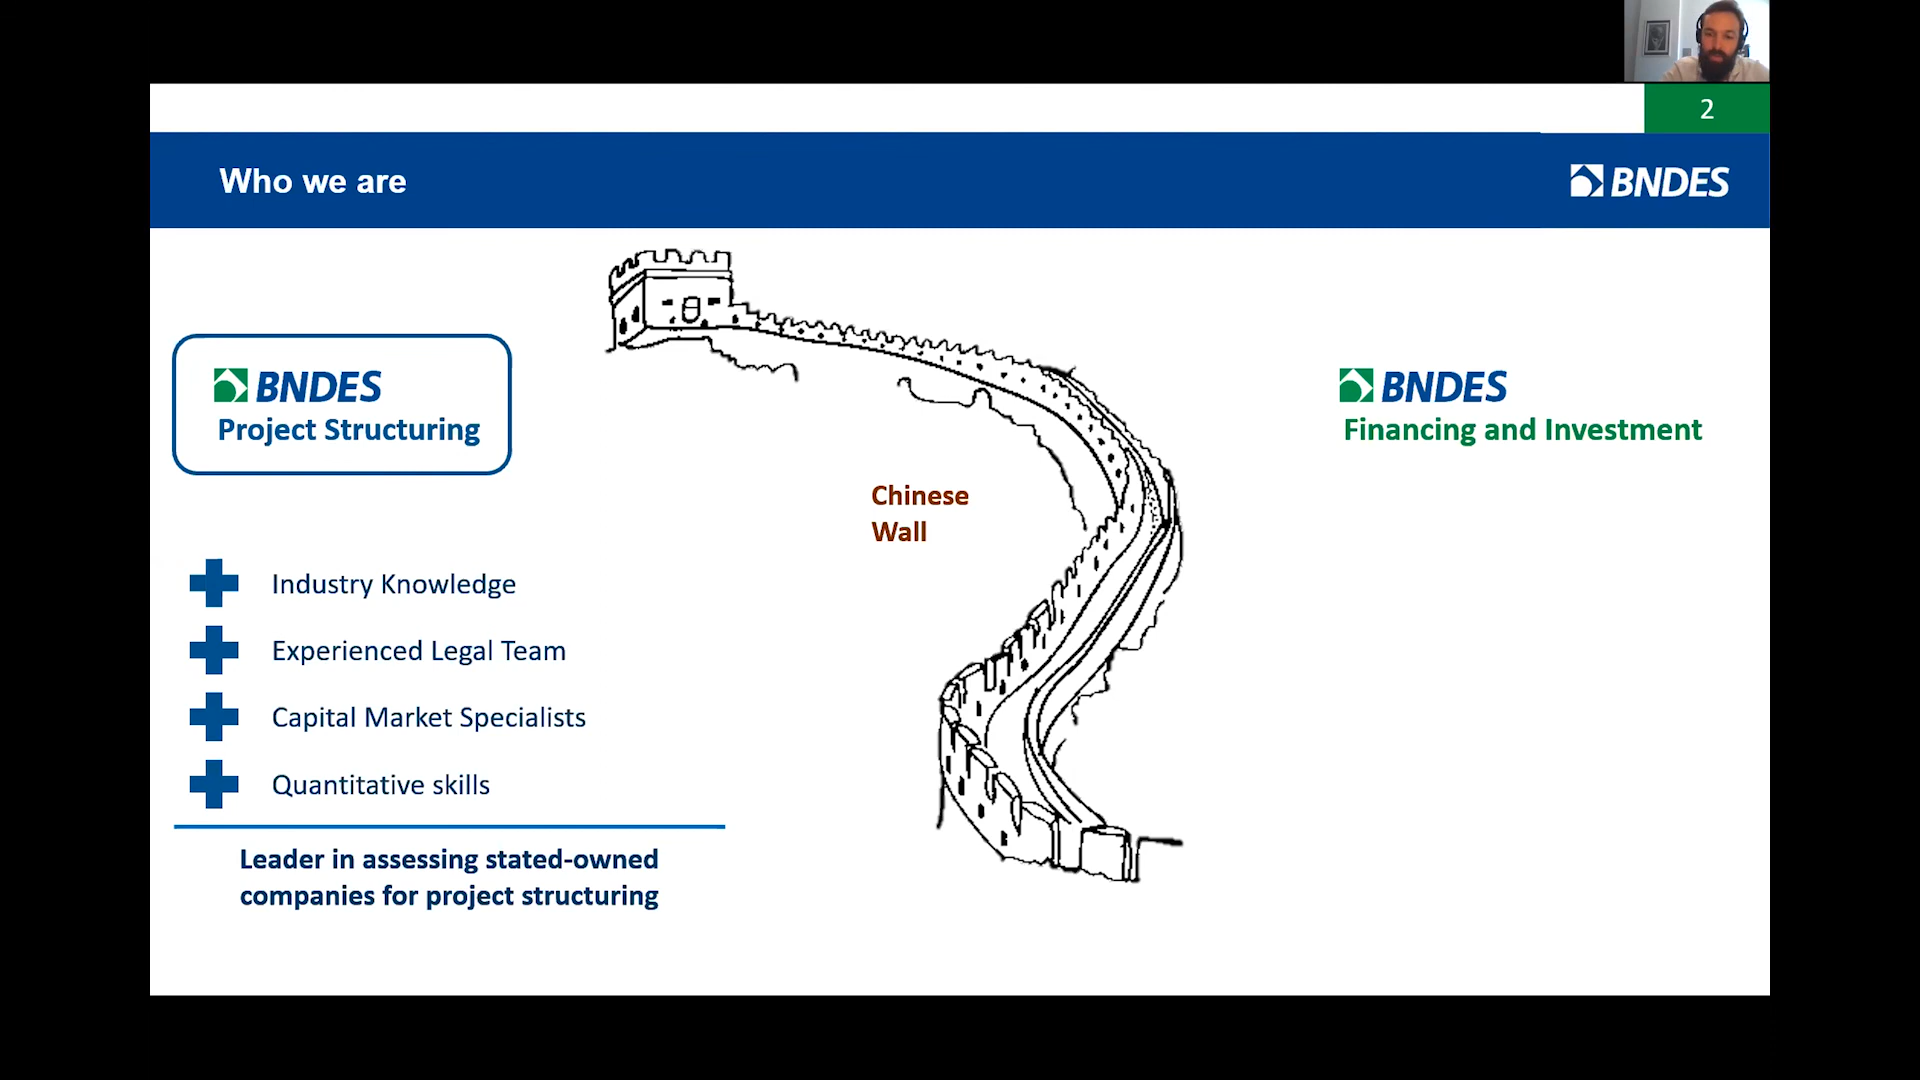 2
Who we are
BNDES
BNDES
Project Structuring
BNDES
Financing and Investment
Chinese
Wall
Industry Knowledge
Experienced Legal Team
Capital Market Specialists
Quantitative skills
Leader in assessing stated-owned
companies for project structuring